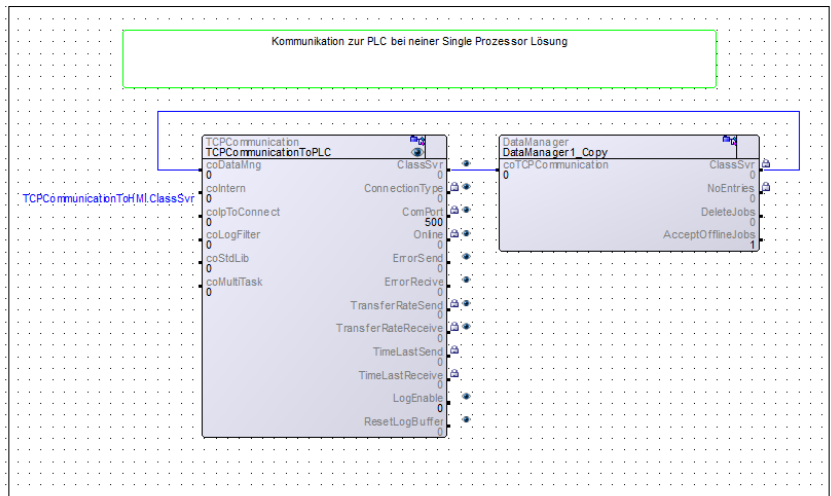 Kommunikation zur PLC bei neiner Single Prozessor Lösung
TCPCommunication
TCPCommunicationToPLC
coDataMng
0
ClassSvr
0
coIntern
0
ConnectionType
0
TCPCommunicationToHMI.ClassSvr
coIpToConnect
0
ComPort
500
coLogFilter
0
Online
0
coStdLib
0
ErrorSend
0
coMultiTask
0
ErrorRecive
0
TransferRateSend
0
TransferRateReceive
0
TimeLastSend
0
TimeLastReceive
0
LogEnable
0
ResetLogBuffer
0
DataManager
DataManager1_Copy
coTCPCommunication
0
ClassSvr
0
NoEntries
0
DeleteJobs
0
AcceptOfflineJobs
1